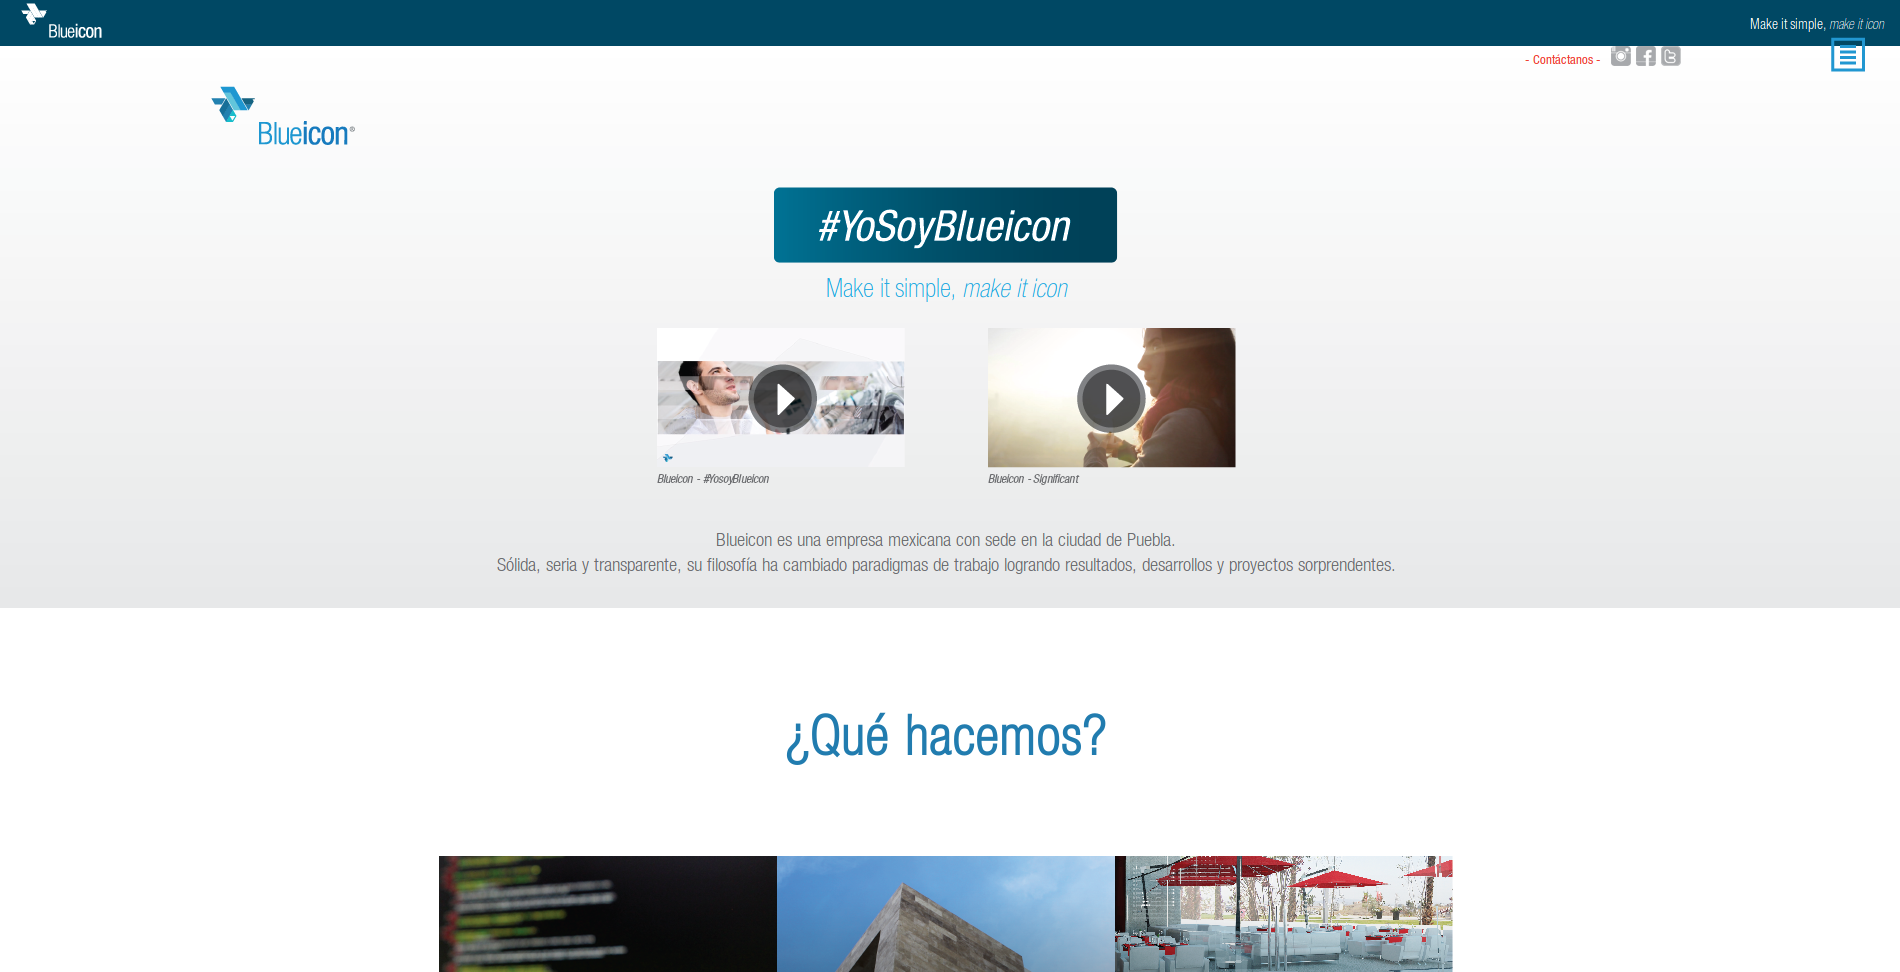 Blueicon
Make it simple, make it icon
- Contáctanos -
Blueicon®
#YoSoyBlueicon
Make it simple, make it icon
Blueicon - #YosoyBlueicon
Blueicon - Significant
Blueicon es una empresa mexicana con sede en la ciudad de Puebla.
Sólida, seria y transparente, su filosofía ha cambiado paradigmas de trabajo logrando resultados, desarrollos y proyectos sorprendentes.
¿Qué hacemos?